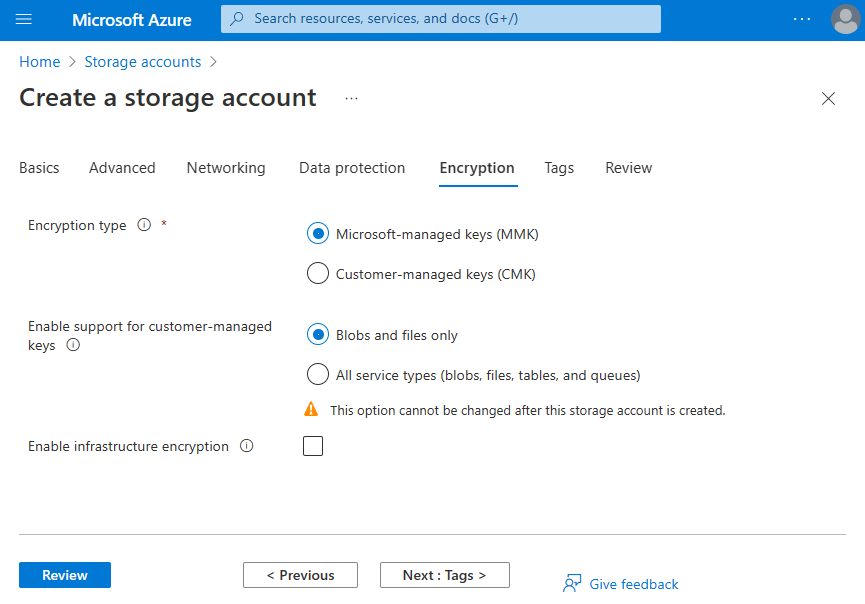 Microsoft Azure
Search resources, services, and docs (G+/)
Home > Storage accounts >
Create a storage account ...
Basics Advanced Networking Data protection Encryption Tags Review
Encryption type *
Microsoft-managed keys (MMK)
Customer-managed keys (CMK)
Enable support for customer-managed
keys
Blobs and files only
All service types (blobs, files, tables, and queues)
This option cannot be changed after this storage account is created.
Enable infrastructure encryption
Review < Previous Next : Tags > Give feedback